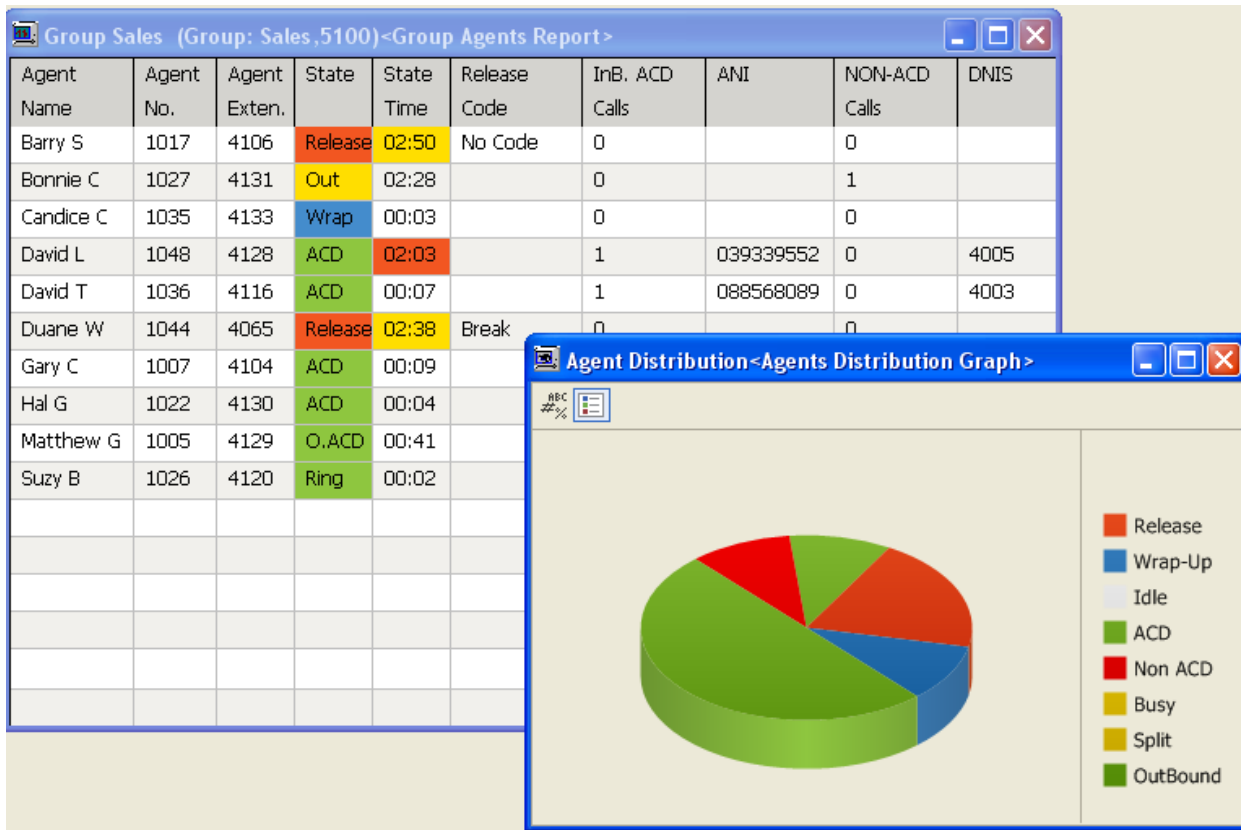 Group Sales (Group: Sales,5100)<Group Agents Report>
Agent Name Agent No. Agent Exten. State State Time Release Code InB. ACD Calls ANI NON-ACD Calls DNIS
Barry S 1017 4106 Release 02:50 No Code 0 0
Bonnie C 1027 4131 Out 02:28 0 1
Candice C 1035 4133 Wrap 00:03 0 0
David L 1048 4128 ACD 02:03 1 039339552 0 4005
David T 1036 4116 ACD 00:07 1 088568089 0 4003
Duane W 1044 4065 Release 02:38 Break 0 0
Gary C 1007 4104 ACD 00:09
Hal G 1022 4130 ACD 00:04
Matthew G 1005 4129 O.ACD 00:41
Suzy B 1026 4120 Ring 00:02
Agent Distribution<Agents Distribution Graph>
ABC
#%
Release
Wrap-Up
Idle
ACD
Non ACD
Busy
Split
OutBound